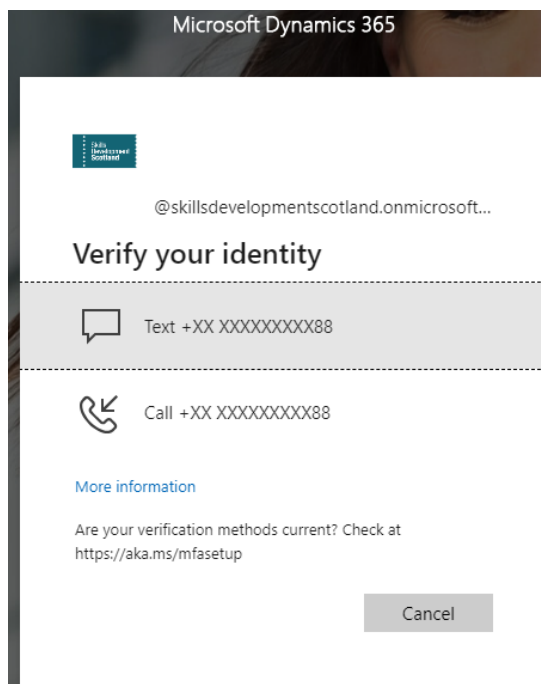 Microsoft Dynamics 365
Skills
Development
Scotland
@skillsdevelopmentscotland.onmicrosoft...
Verify your identity
Text +XX XXXXXXXXX88
Call +XX XXXXXXXXX88
More information
Are your verification methods current? Check at
https://aka.ms/mfasetup
Cancel